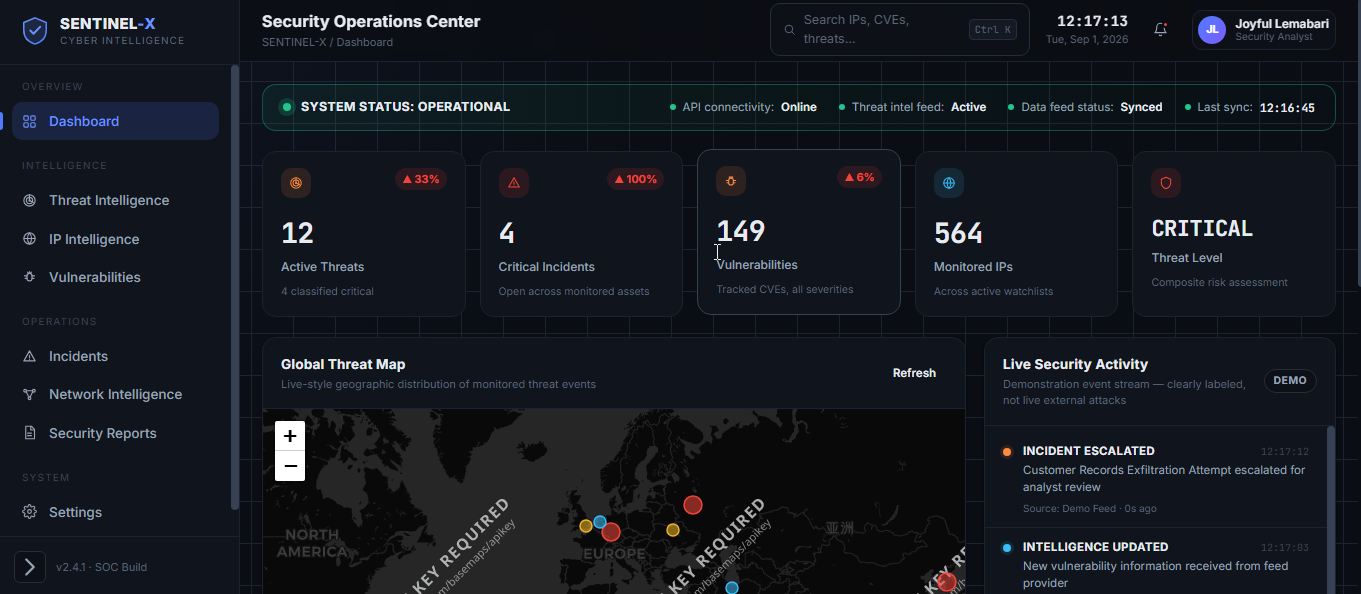 SENTINEL-X
CYBER INTELLIGENCE
OVERVIEW
Dashboard
INTELLIGENCE
Threat Intelligence
IP Intelligence
Vulnerabilities
OPERATIONS
Incidents
Network Intelligence
Security Reports
SYSTEM
Settings
v2.4.1 · SOC Build
Security Operations Center
SENTINEL-X / Dashboard
Search IPs, CVEs,
threats...
Ctrl K
12:17:13
Tue, Sep 1, 2026
JL
Joyful Lemabari
Security Analyst
SYSTEM STATUS: OPERATIONAL
API connectivity: Online
Threat intel feed: Active
Data feed status: Synced
Last sync: 12:16:45
▲ 33%
12
Active Threats
4 classified critical
▲ 100%
4
Critical Incidents
Open across monitored assets
▲ 6%
149
Vulnerabilities
Tracked CVEs, all severities
564
Monitored IPs
Across active watchlists
CRITICAL
Threat Level
Composite risk assessment
Global Threat Map
Live-style geographic distribution of monitored threat events
Refresh
+
−
NORTH
AMERICA
EUROPE
亚洲
KEY REQUIRED
m/basemaps/apikey
KEY REQUIRED
m/basemaps/apikey
KEY R
Live Security Activity
Demonstration event stream — clearly labeled,
not live external attacks
DEMO
INCIDENT ESCALATED
12:17:12
Customer Records Exfiltration Attempt escalated for
analyst review
Source: Demo Feed · 0s ago
INTELLIGENCE UPDATED
12:17:03
New vulnerability information received from feed
provider